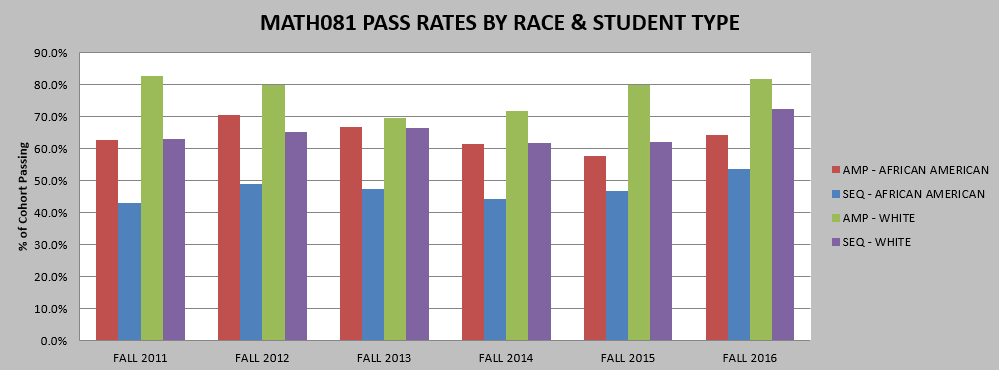 MATH081 PASS RATES BY RACE & STUDENT TYPE
90.0%
80.0%
70.0%
60.0%
50.0%
40.0%
30.0%
20.0%
10.0%
0.0%
% of Cohort Passing
FALL 2011
FALL 2012
FALL 2013
FALL 2014
FALL 2015
FALL 2016
AMP - AFRICAN AMERICAN
SEQ - AFRICAN AMERICAN
AMP - WHITE
SEQ - WHITE